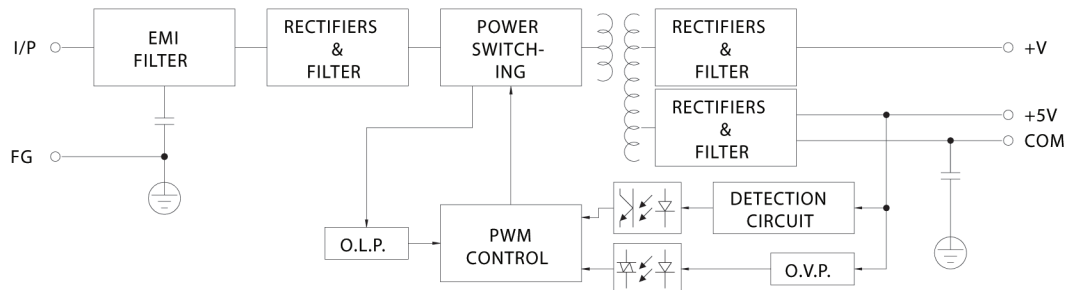 I/P
EMI
FILTER
RECTIFIERS
&
FILTER
POWER
SWITCH-
ING
RECTIFIERS
&
FILTER
+V
RECTIFIERS
&
FILTER
+5V
COM
FG
DETECTION
CIRCUIT
O.L.P.
PWM
CONTROL
O.V.P.